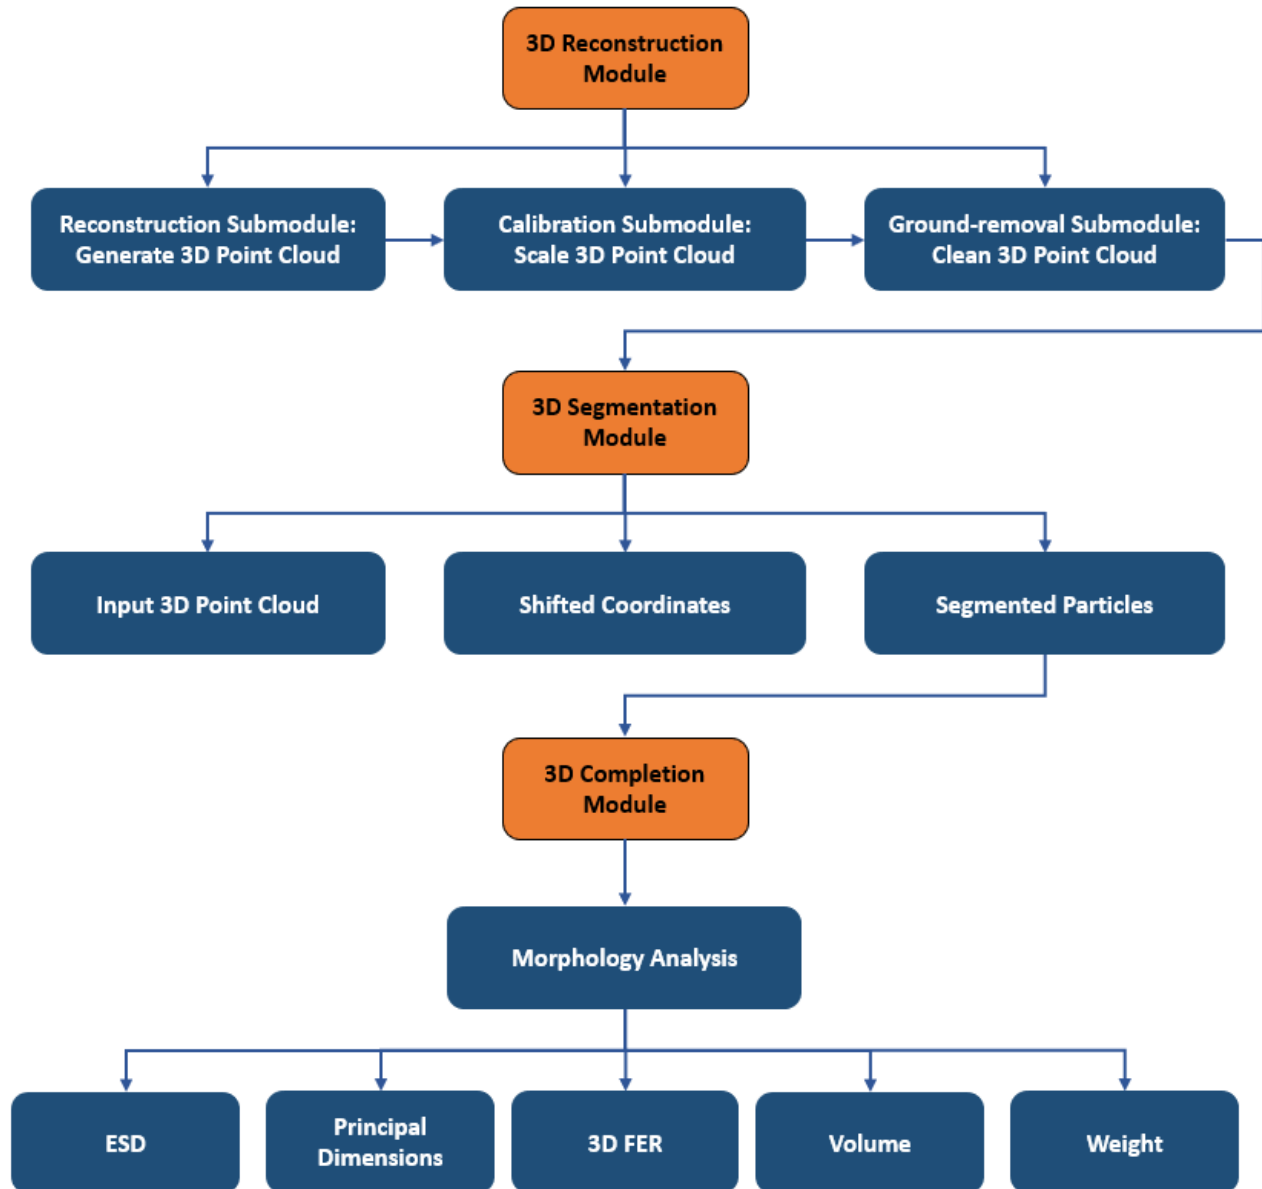 3D Reconstruction
Module
Reconstruction Submodule:
Generate 3D Point Cloud
Calibration Submodule:
Scale 3D Point Cloud
Ground-removal Submodule:
Clean 3D Point Cloud
3D Segmentation
Module
Input 3D Point Cloud
Shifted Coordinates
Segmented Particles
3D Completion
Module
Morphology Analysis
ESD
Principal
Dimensions
3D FER
Volume
Weight